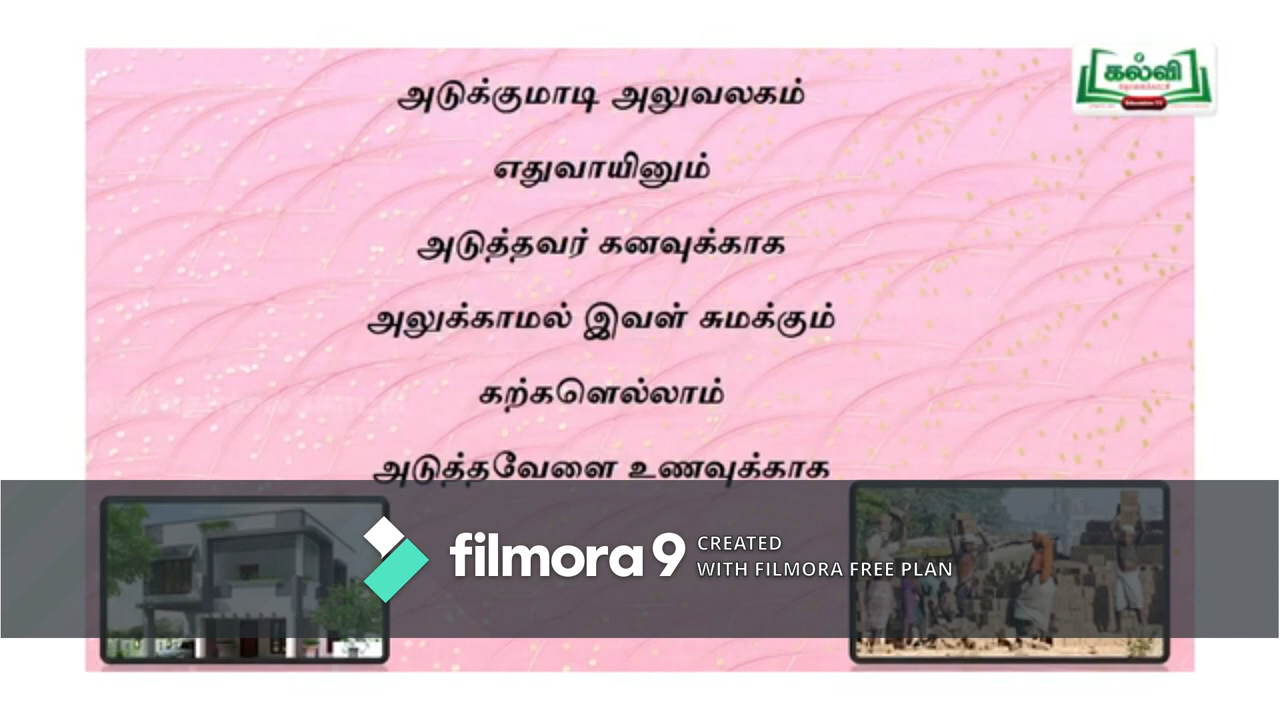 கல்வி
அடுக்குமாடி அலுவலகம்
எதுவாயினும்
அடுத்தவர் கனவுக்காக
அலுக்காமல் இவள் சுமக்கும்
கற்களெல்லாம்
அடுத்தவேளை உணவுக்காக
filmora 9
CREATED
WITH FILMORA FREE PLAN